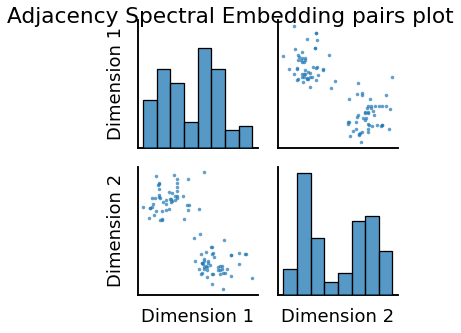 Adjacency Spectral Embedding pairs plot
Dimension 1
Dimension 2
Dimension 1
Dimension 2